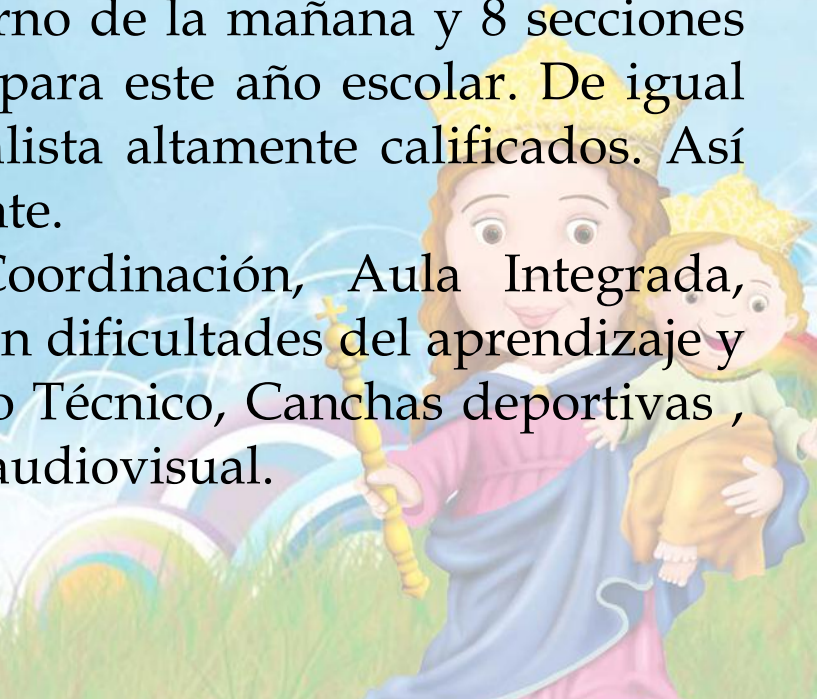 rno de la mañana y 8 secciones
para este año escolar. De igual
alista altamente calificados. Así
nte.
Coordinación, Aula Integrada,
n dificultades del aprendizaje y
o Técnico, Canchas deportivas ,
audiovisual.